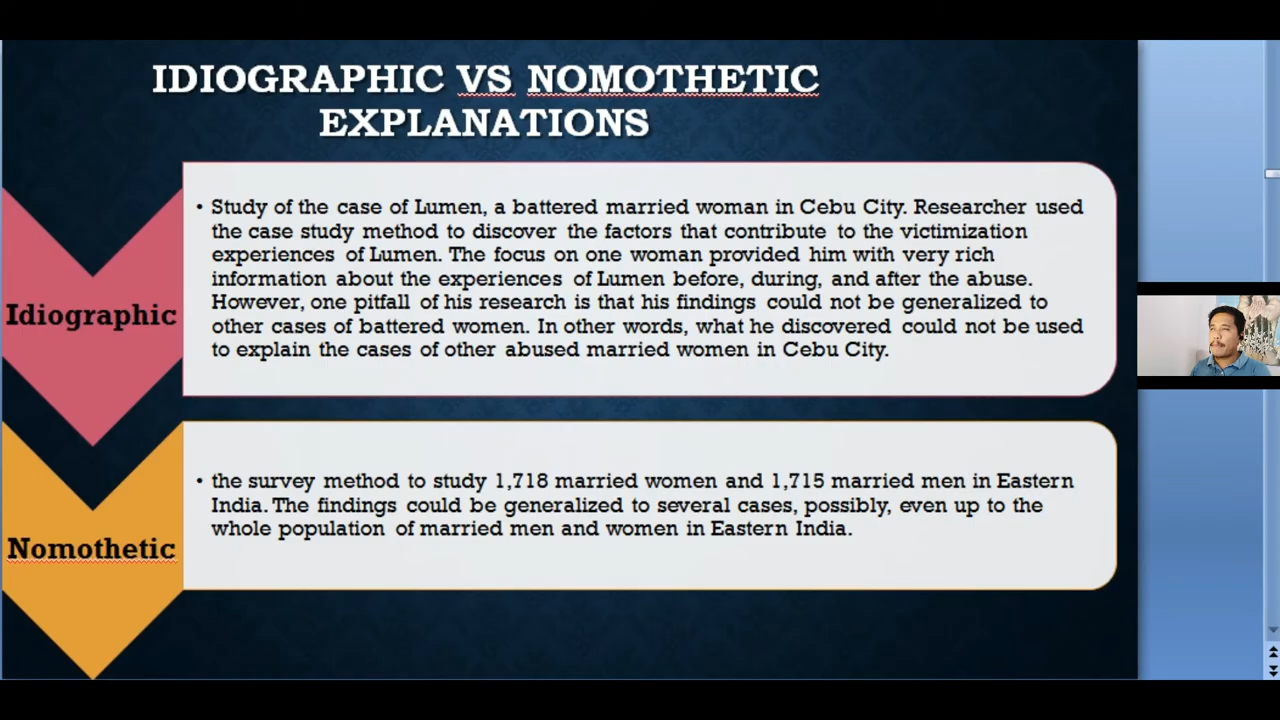 IDIOGRAPHIC VS NOMOTHETIC
EXPLANATIONS
Idiographic
• Study of the case of Lumen, a battered married woman in Cebu City. Researcher used
the case study method to discover the factors that contribute to the victimization
experiences of Lumen. The focus on one woman provided him with very rich
information about the experiences of Lumen before, during, and after the abuse.
However, one pitfall of his research is that his findings could not be generalized to
other cases of battered women. In other words, what he discovered could not be used
to explain the cases of other abused married women in Cebu City.
Nomothetic
• the survey method to study 1,718 married women and 1,715 married men in Eastern
India. The findings could be generalized to several cases, possibly, even up to the
whole population of married men and women in Eastern India.